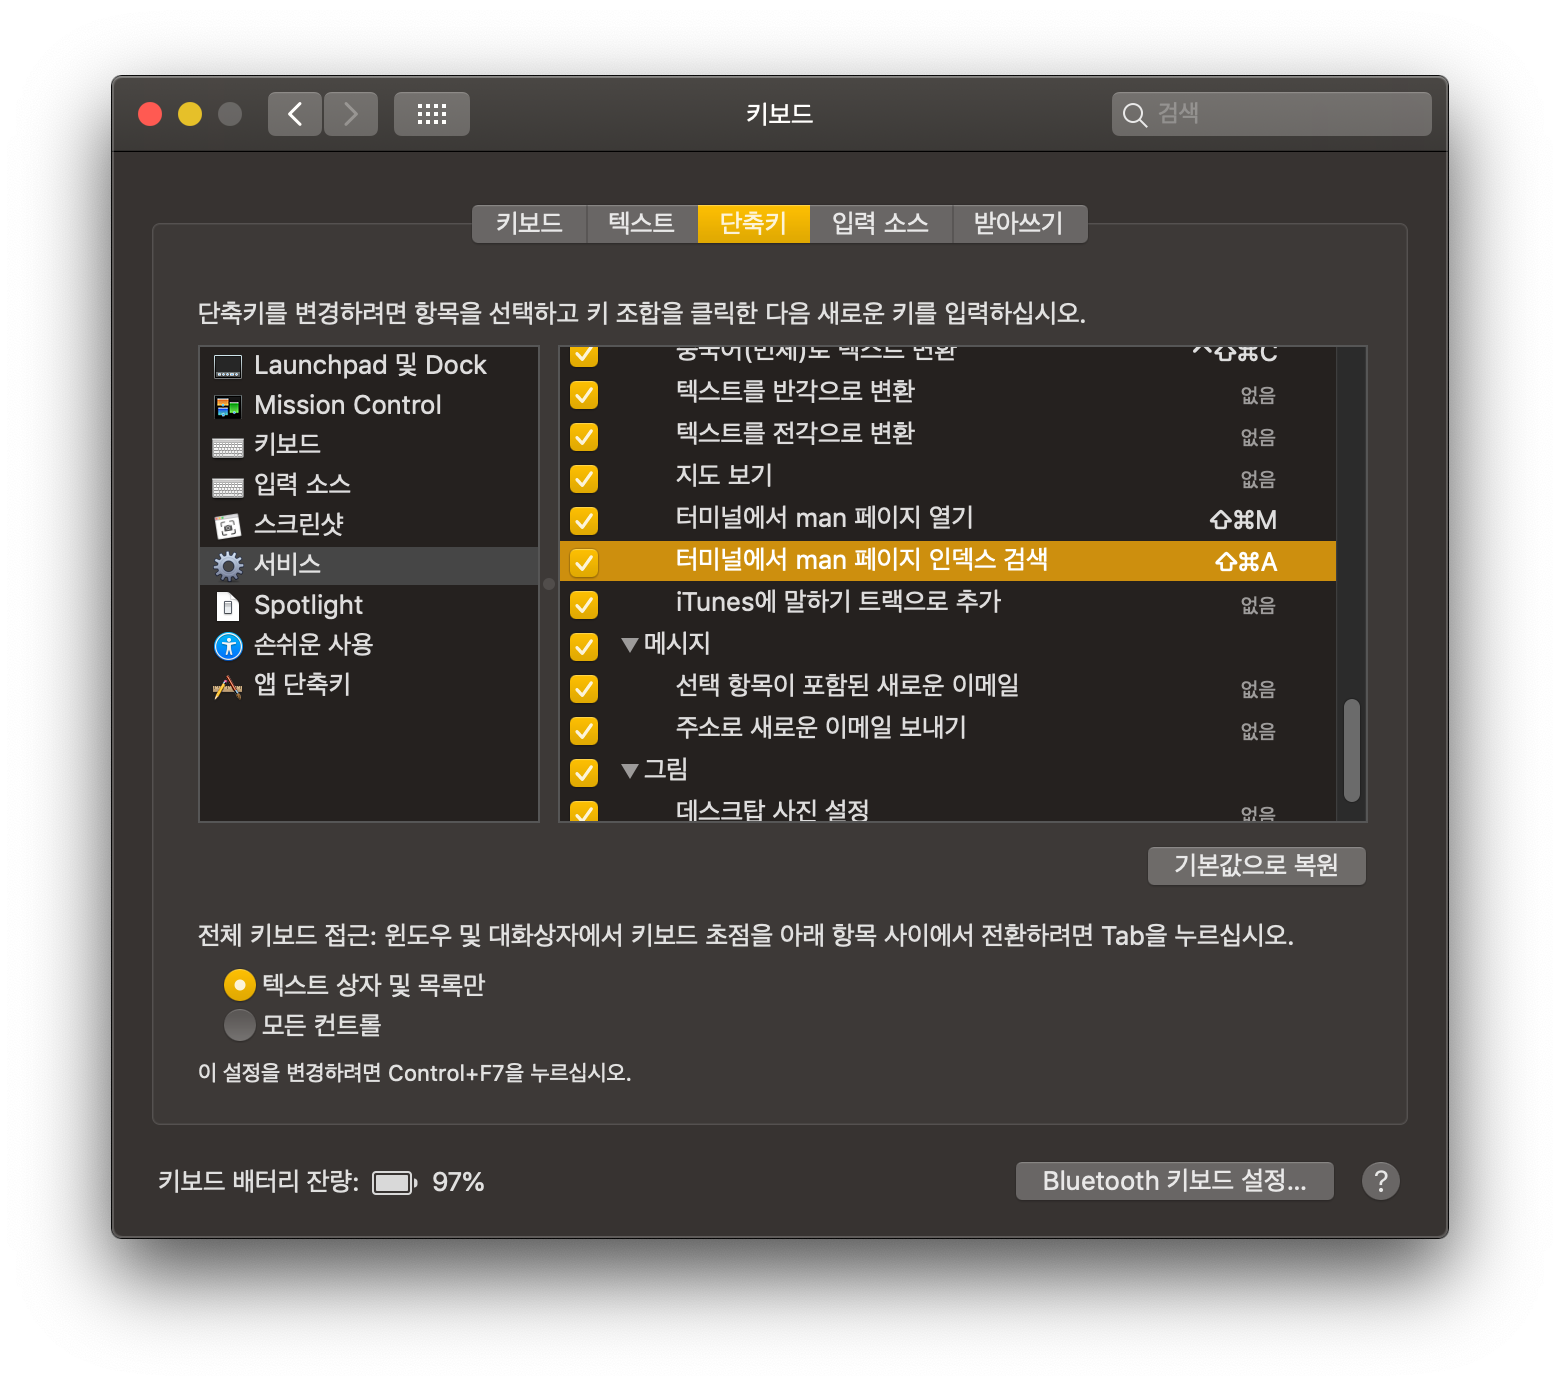 키보드
검색
키보드
텍스트
단축키
입력 소스
받아쓰기
단축키를 변경하려면 항목을 선택하고 키 조합을 클릭한 다음 새로운 키를 입력하십시오.
Launchpad 및 Dock
Mission Control
키보드
입력 소스
스크린샷
서비스
Spotlight
손쉬운 사용
앱 단축키
중국어(번체)로 텍스트 변환 ^⇧⌘C
텍스트를 반각으로 변환 없음
텍스트를 전각으로 변환 없음
지도 보기 없음
터미널에서 man 페이지 열기 ⇧⌘M
터미널에서 man 페이지 인덱스 검색 ⇧⌘A
iTunes에 말하기 트랙으로 추가 없음
메시지
선택 항목이 포함된 새로운 이메일 없음
주소로 새로운 이메일 보내기 없음
그림
데스크탑 사진 설정 없음
기본값으로 복원
전체 키보드 접근: 윈도우 및 대화상자에서 키보드 초점을 아래 항목 사이에서 전환하려면 Tab을 누르십시오.
텍스트 상자 및 목록만
모든 컨트롤
이 설정을 변경하려면 Control+F7을 누르십시오.
키보드 배터리 잔량: 97%
Bluetooth 키보드 설정...
?